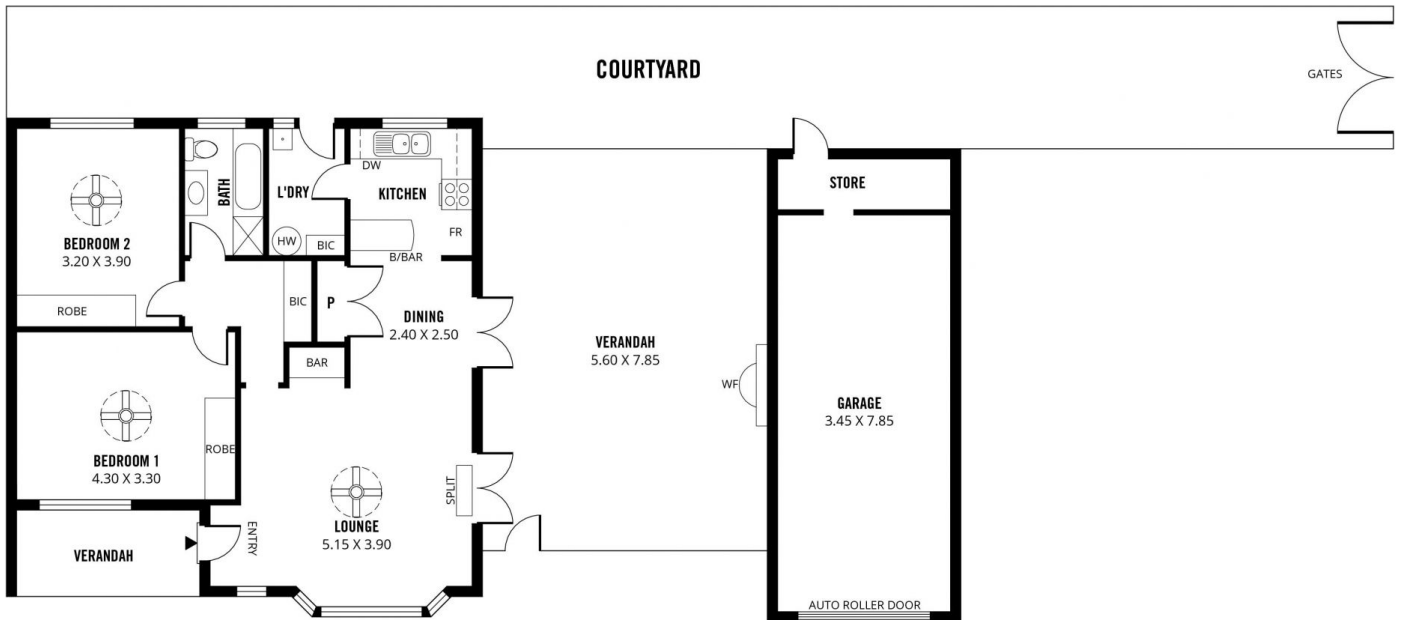 COURTYARD
GATES
BEDROOM 2
3.20 X 3.90
ROBE
BATH
L'DRY
HW
BIC
DW
KITCHEN
FR
B/BAR
BIC
P
DINING
2.40 X 2.50
BAR
BEDROOM 1
4.30 X 3.30
ROBE
VERANDAH
ENTRY
LOUNGE
5.15 X 3.90
SPLIT
VERANDAH
5.60 X 7.85
WF
STORE
GARAGE
3.45 X 7.85
AUTO ROLLER DOOR